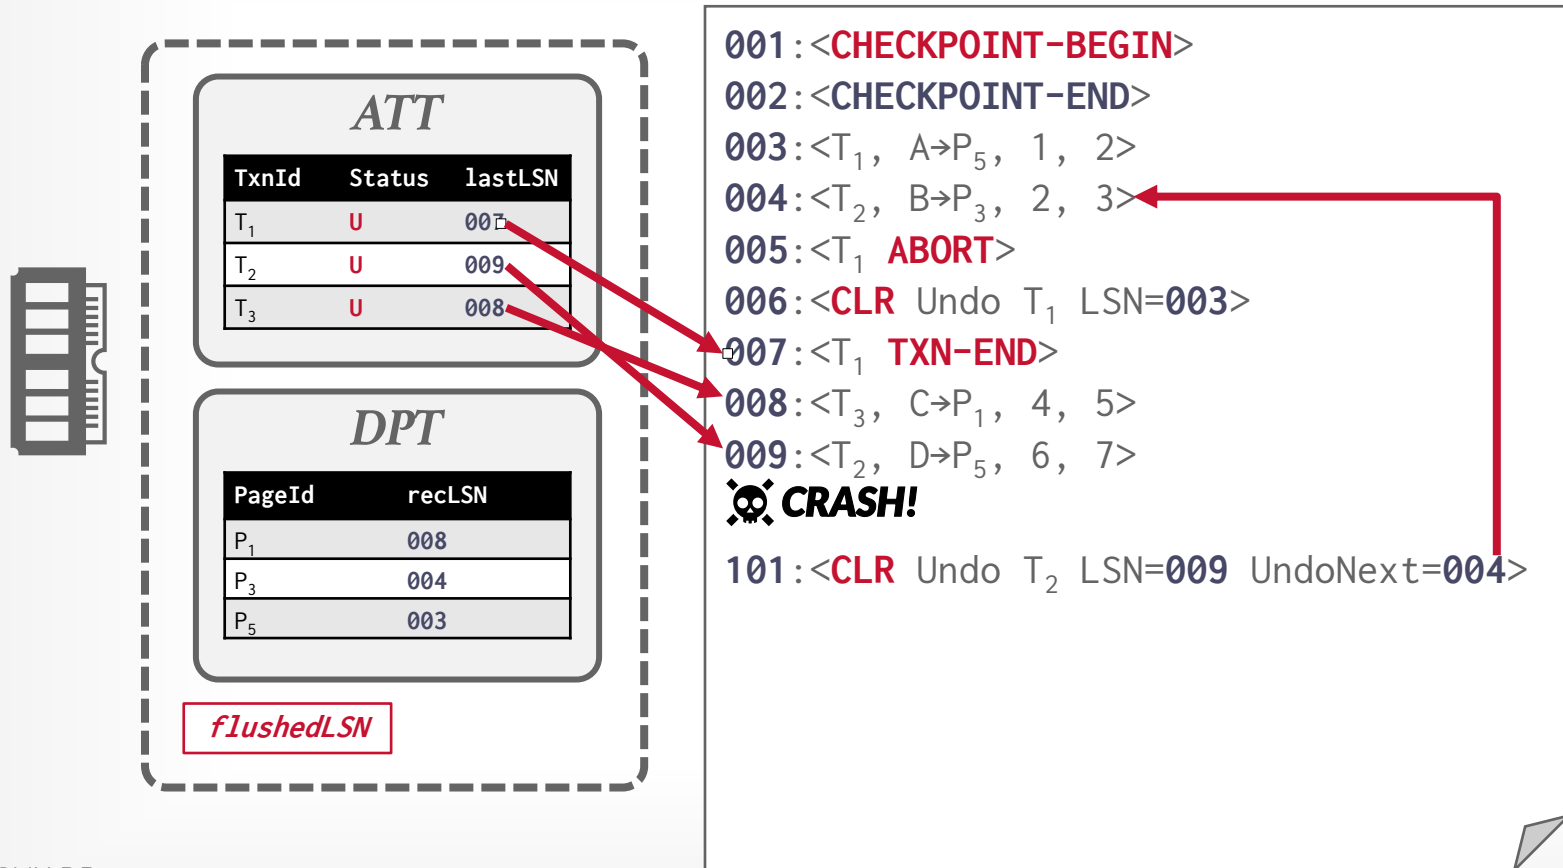 ATT
TxnId Status lastLSN
T₁ U 007
T₂ U 009
T₃ U 008
DPT
PageId recLSN
P₁ 008
P₃ 004
P₅ 003
flushedLSN
001:<CHECKPOINT-BEGIN>
002:<CHECKPOINT-END>
003:<T₁, A→P₅, 1, 2>
004:<T₂, B→P₃, 2, 3>
005:<T₁ ABORT>
006:<CLR Undo T₁ LSN=003>
007:<T₁ TXN-END>
008:<T₃, C→P₁, 4, 5>
009:<T₂, D→P₅, 6, 7>
CRASH!
101:<CLR Undo T₂ LSN=009 UndoNext=004>